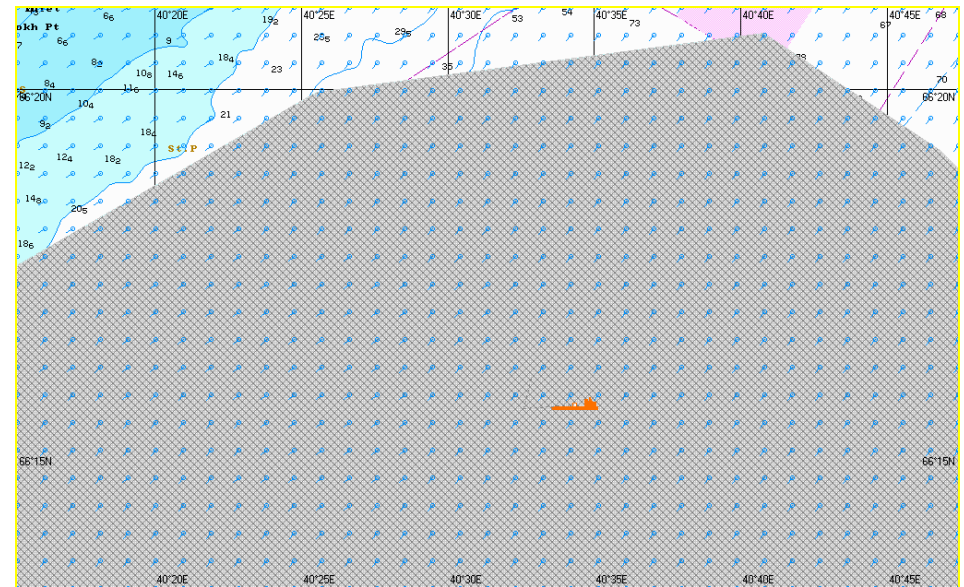 40°20E 40°25E 40°30E 40°35E 40°40E 40°45E
okh Pt
6₆ 19₂ 53 54 73 67 68
6₆ 9 29₅
7 8₂ 18₄
10₈ 14₆ 23 35
8₄ 11₆ 70
66°20N 66°20N
10₄
9₂ 21
18₄
St:P
12₂ 12₄ 18₂
14₈
20₅
18₆
66°15N 66°15N
40°20E 40°25E 40°30E 40°35E 40°40E 40°45E